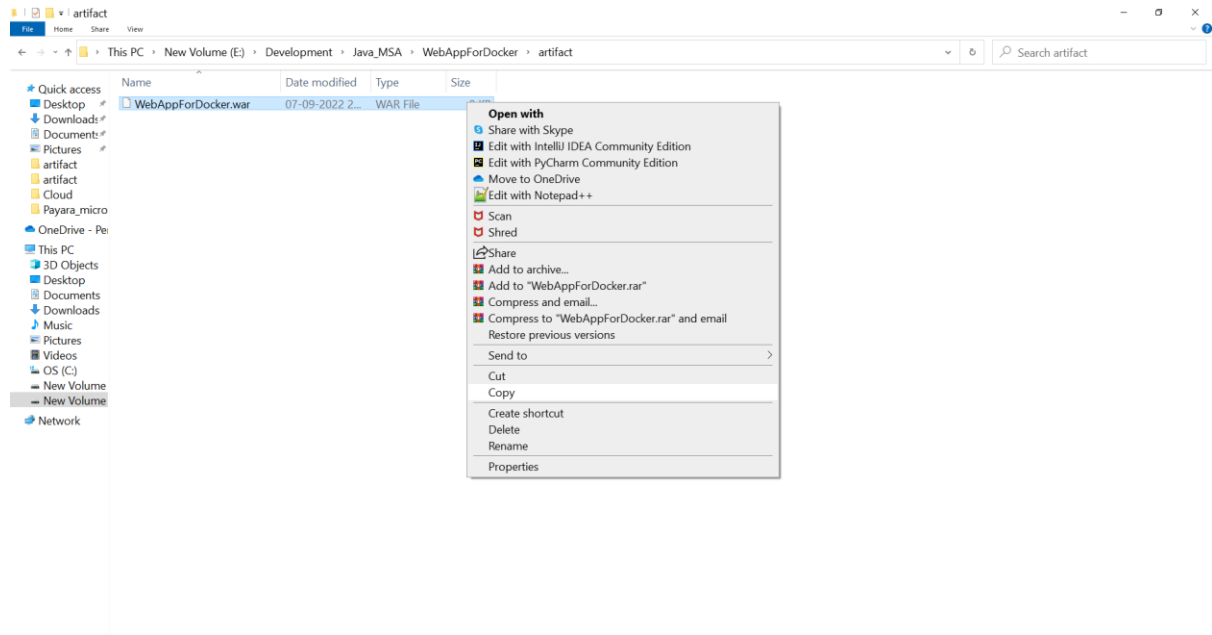 artifact
File Home Share View
This PC › New Volume (E:) › Development › Java_MSA › WebAppForDocker › artifact
Search artifact
Name Date modified Type Size
WebAppForDocker.war 07-09-2022 2... WAR File KB
Quick access
Desktop
Downloads
Documents
Pictures
artifact
artifact
Cloud
Payara_micro
OneDrive - Per
This PC
3D Objects
Desktop
Documents
Downloads
Music
Pictures
Videos
OS (C:)
New Volume
New Volume
Network
Open with
Share with Skype
Edit with IntelliJ IDEA Community Edition
Edit with PyCharm Community Edition
Move to OneDrive
Edit with Notepad++
Scan
Shred
Share
Add to archive...
Add to "WebAppForDocker.rar"
Compress and email...
Compress to "WebAppForDocker.rar" and email
Restore previous versions
Send to
Cut
Copy
Create shortcut
Delete
Rename
Properties